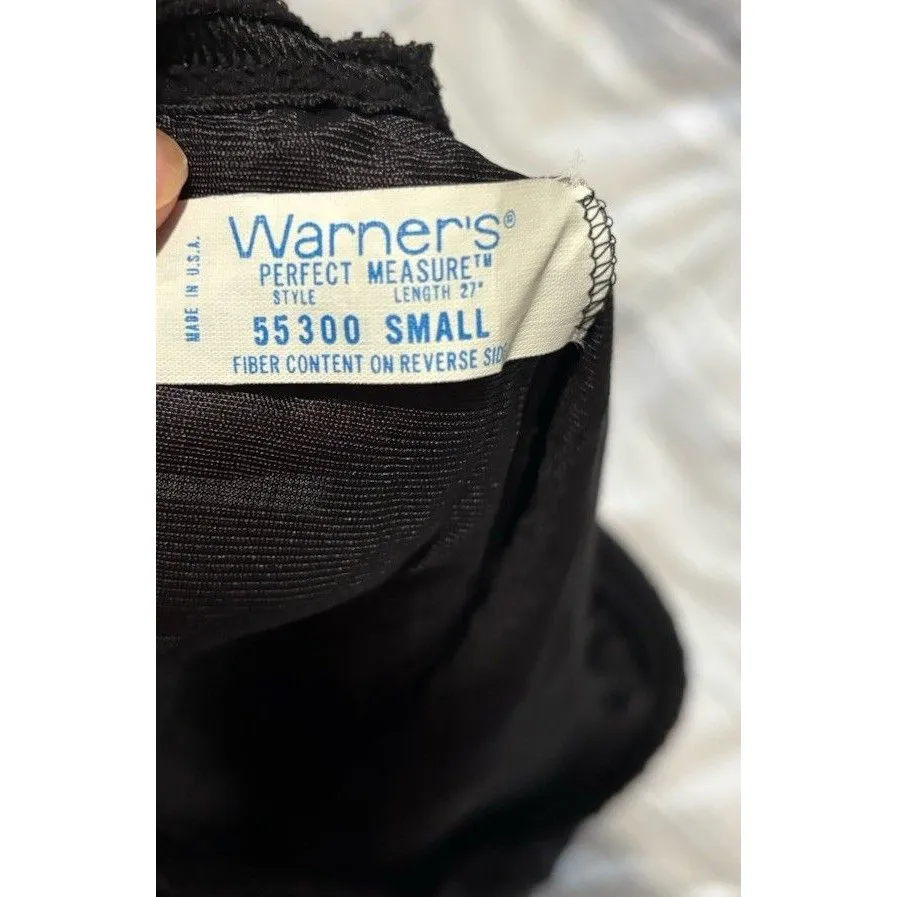 Warner's®
PERFECT MEASURE™
STYLE LENGTH 27"
55300 SMALL
FIBER CONTENT ON REVERSE SIDE
MADE IN U.S.A.